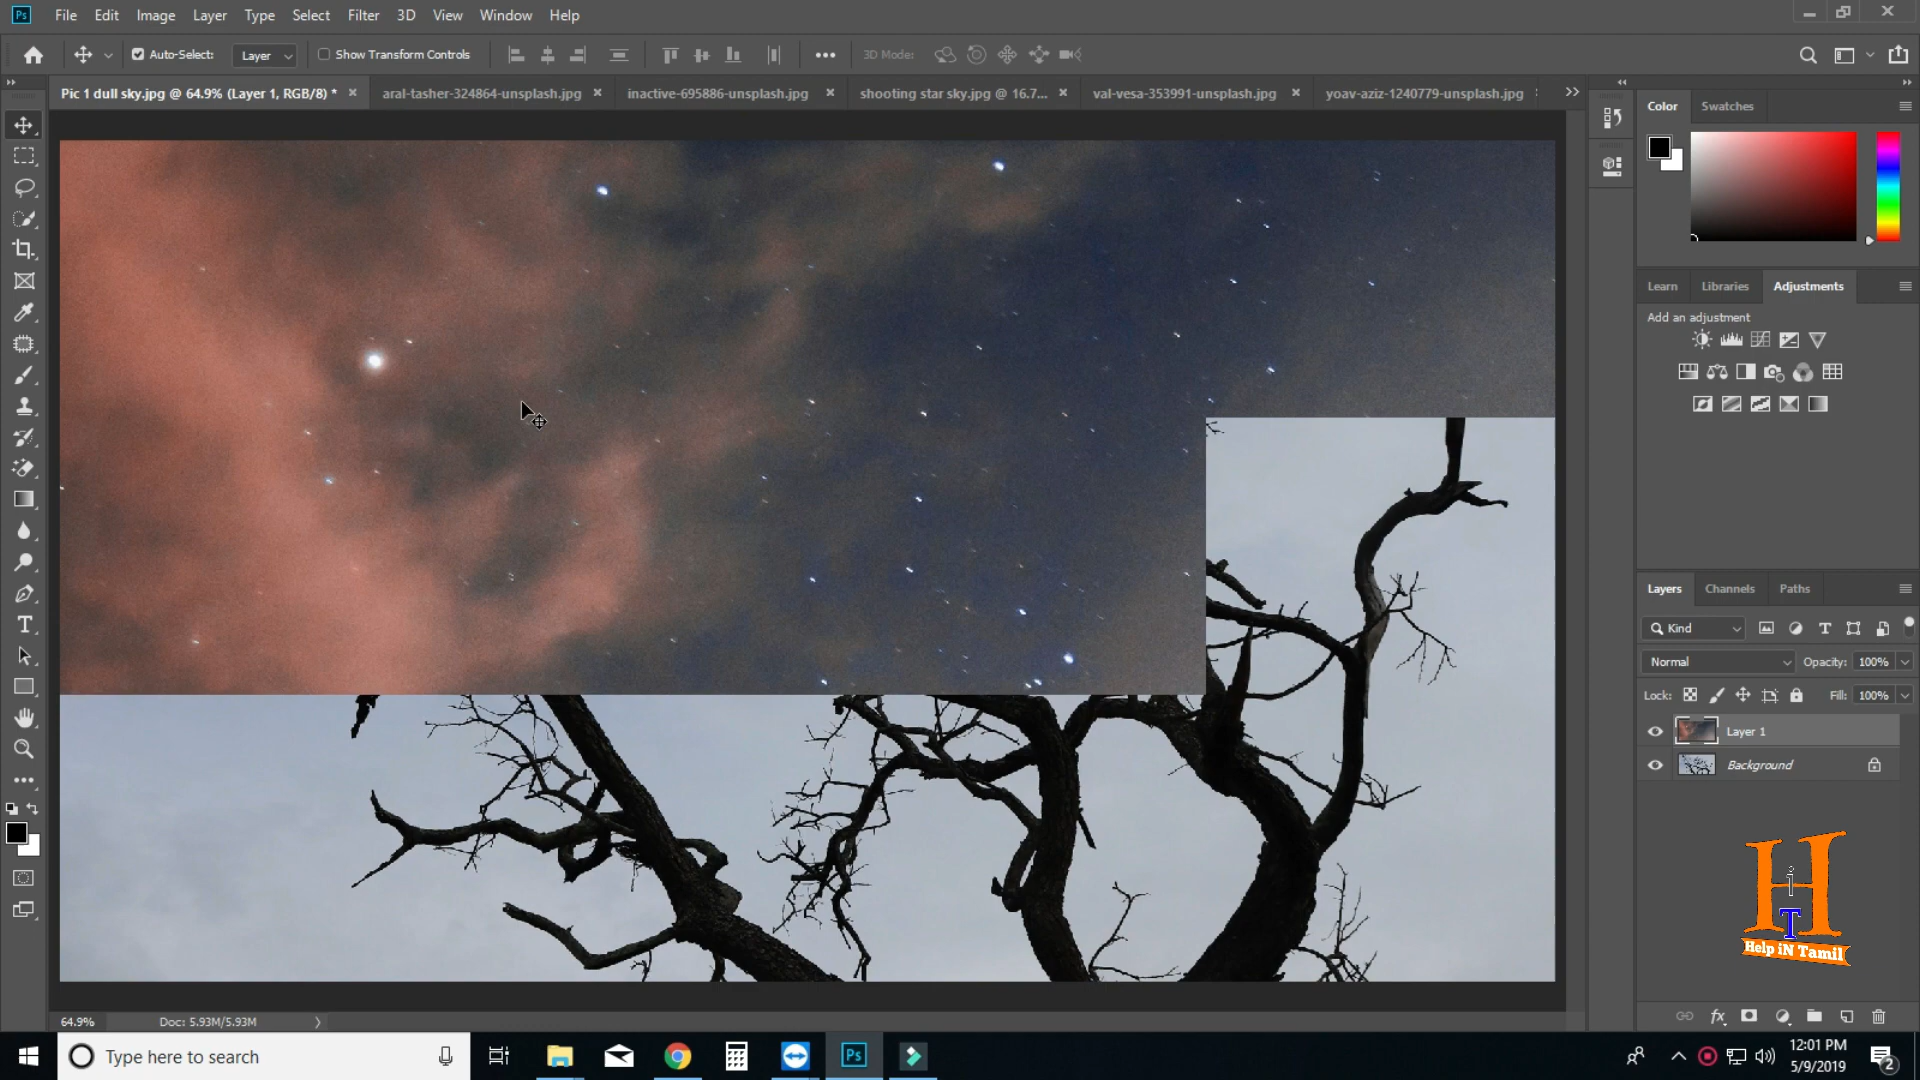 Ps File Edit Image Layer Type Select Filter 3D View Window Help
Auto-Select: Layer Show Transform Controls 3D Mode:
Pic 1 dull sky.jpg @ 64.9% (Layer 1, RGB/8) * aral-tasher-324864-unsplash.jpg inactive-695886-unsplash.jpg shooting star sky.jpg @ 16.7... val-vesa-353991-unsplash.jpg yoav-aziz-1240779-unsplash.jpg
Color Swatches
Learn Libraries Adjustments
Add an adjustment
Layers Channels Paths
Kind
Normal Opacity: 100%
Lock: Fill: 100%
Layer 1
Background
H i T
Help iN Tamil
64.9% Doc: 5.93M/5.93M
Type here to search
Ps
12:01 PM
5/9/2019
2